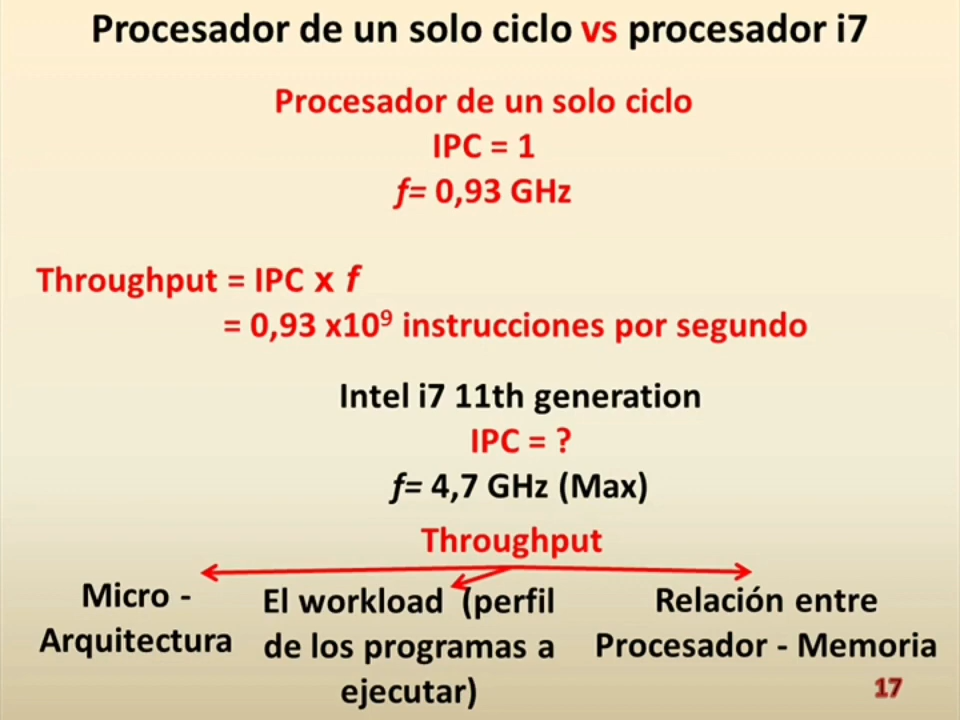 Procesador de un solo ciclo vs procesador i7
Procesador de un solo ciclo
IPC = 1
f= 0,93 GHz
Throughput = IPC x f
= 0,93 x10⁹ instrucciones por segundo
Intel i7 11th generation
IPC = ?
f= 4,7 GHz (Max)
Throughput
Micro -
Arquitectura
El workload (perfil
de los programas a
ejecutar)
Relación entre
Procesador - Memoria
17